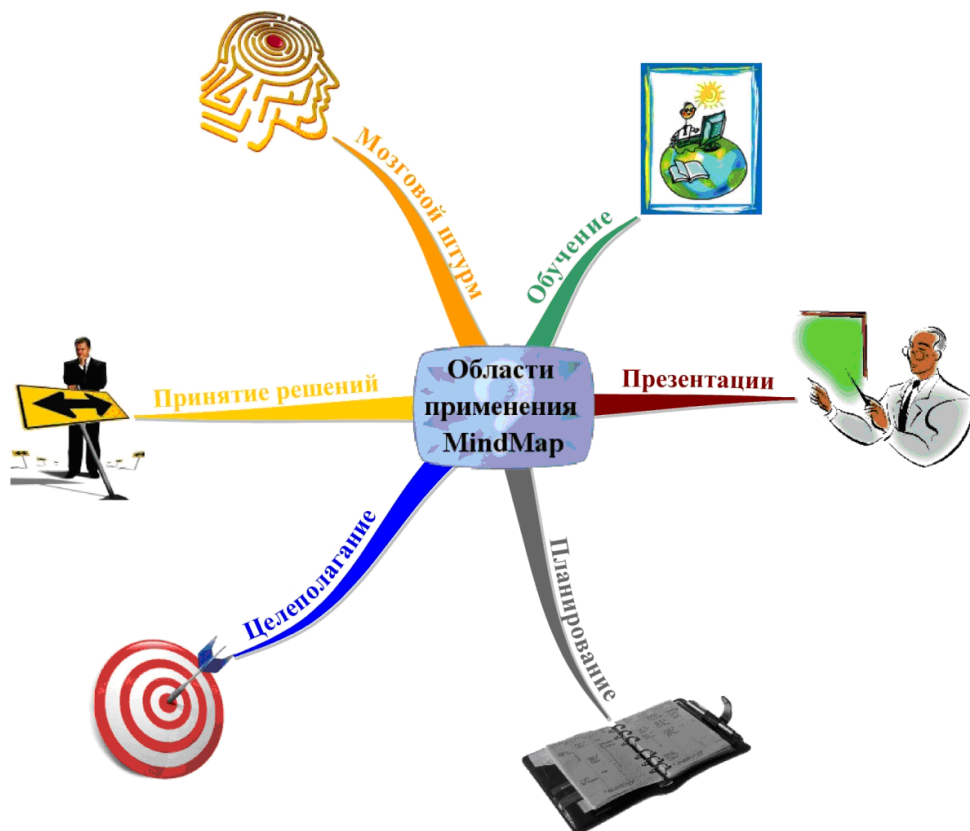 Мозговой штурм
Обучение
Принятие решений
Области
применения
MindMap
Презентации
Целеполагание
Планирование